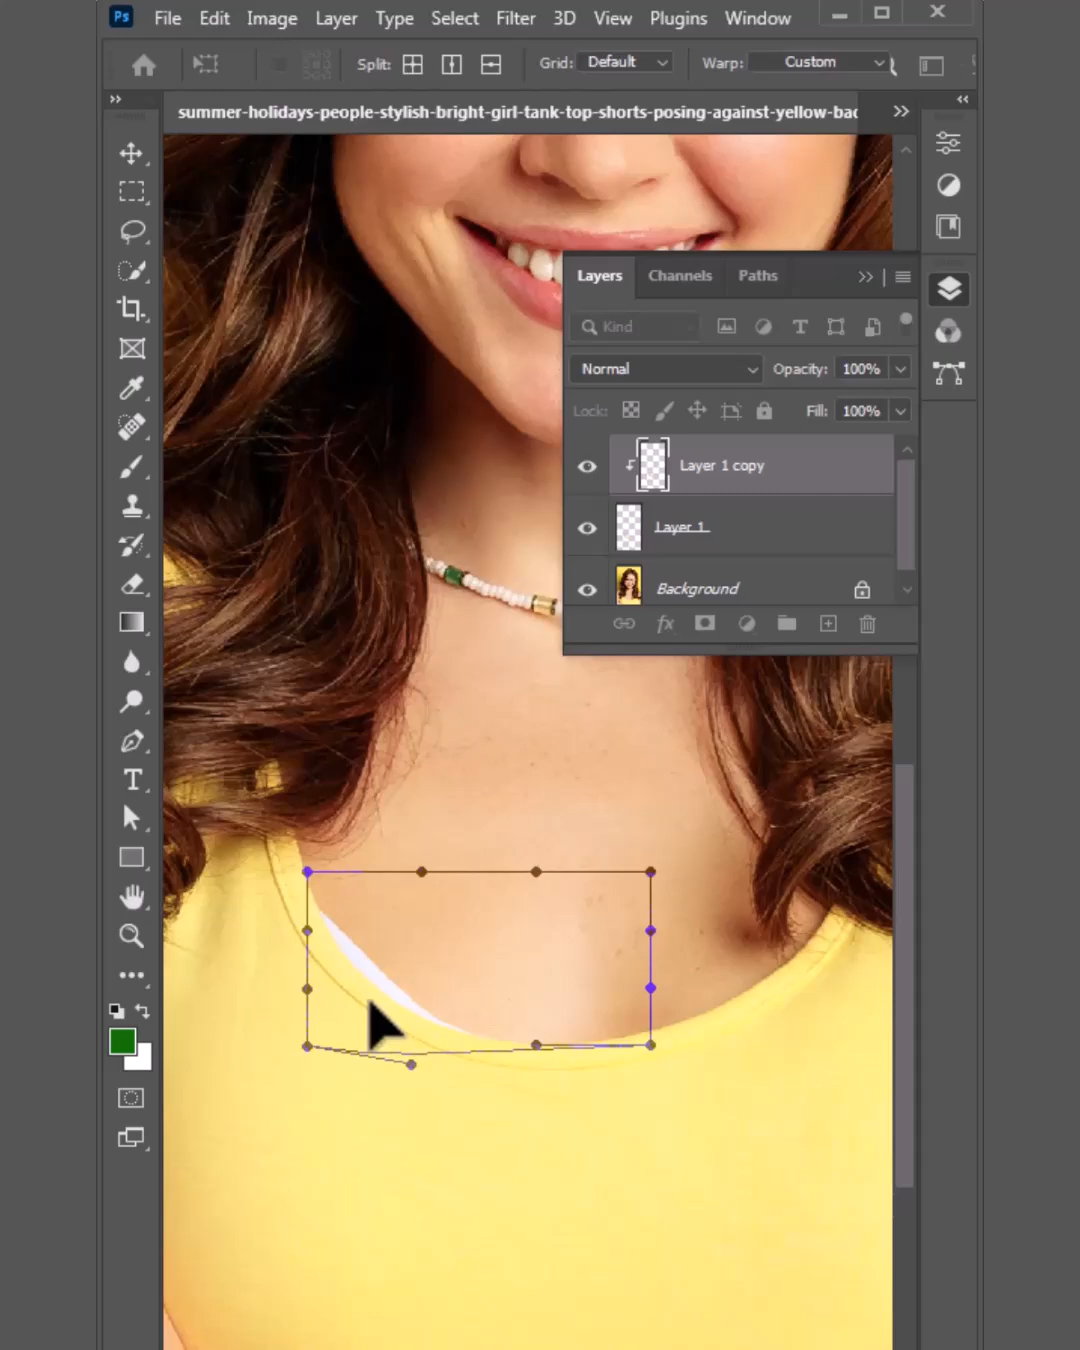 Ps File Edit Image Layer Type Select Filter 3D View Plugins Window
Split: Grid: Default Warp: Custom
summer-holidays-people-stylish-bright-girl-tank-top-shorts-posing-against-yellow-bac
Layers Channels Paths
Kind
Normal Opacity: 100%
Lock: Fill: 100%
Layer 1 copy
Layer 1
Background
fx